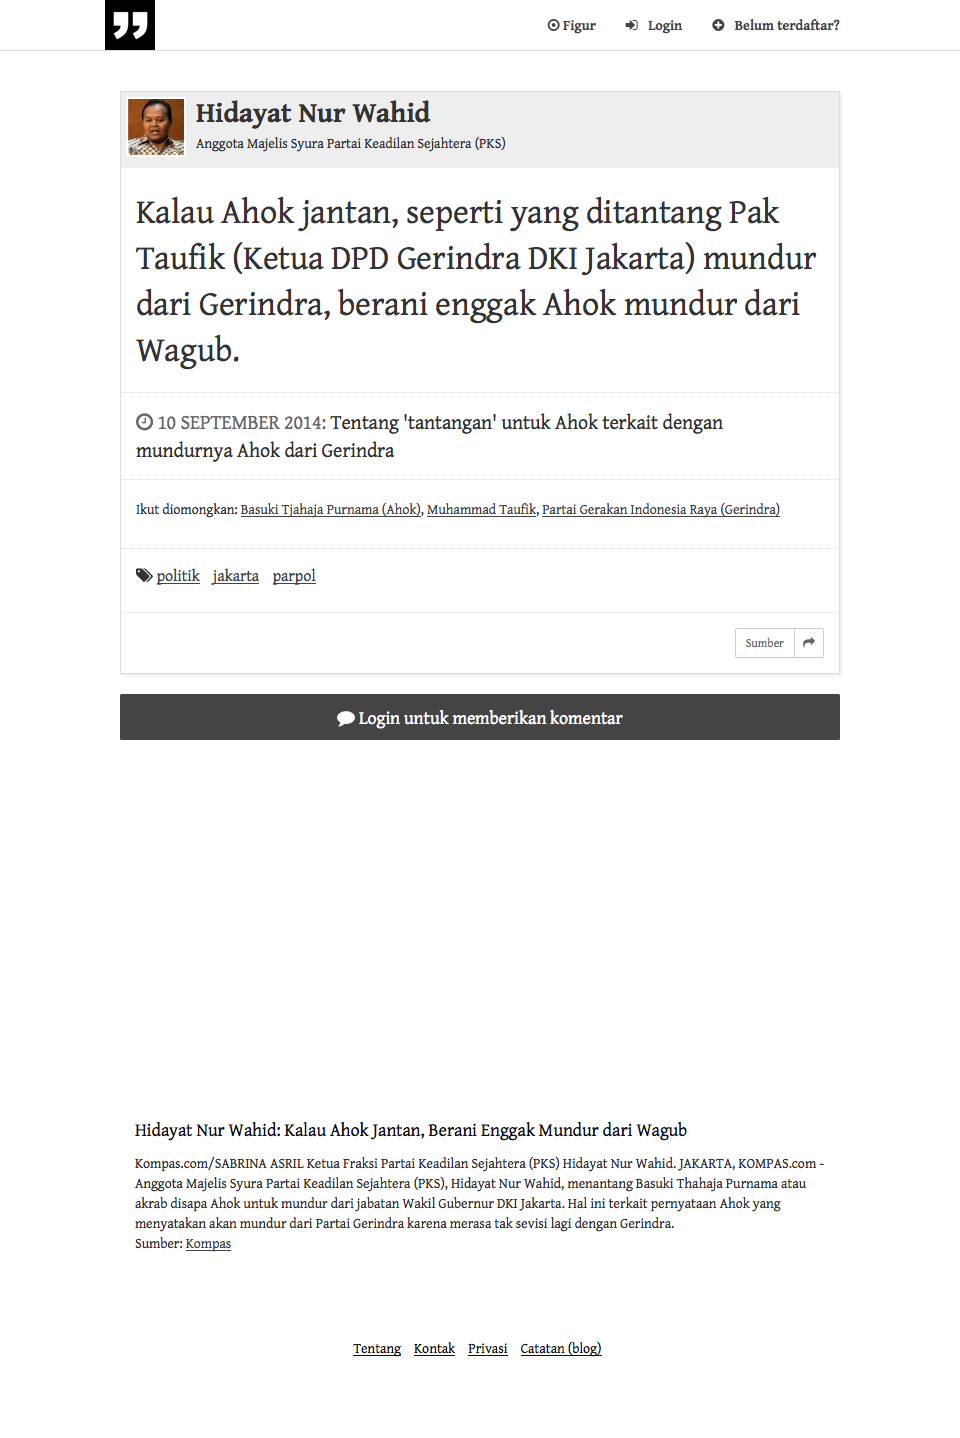 Figur Login Belum terdaftar?
Hidayat Nur Wahid
Anggota Majelis Syura Partai Keadilan Sejahtera (PKS)
Kalau Ahok jantan, seperti yang ditantang Pak
Taufik (Ketua DPD Gerindra DKI Jakarta) mundur
dari Gerindra, berani enggak Ahok mundur dari
Wagub.
10 SEPTEMBER 2014: Tentang 'tantangan' untuk Ahok terkait dengan
mundurnya Ahok dari Gerindra
Ikut diomongkan: Basuki Tjahaja Purnama (Ahok), Muhammad Taufik, Partai Gerakan Indonesia Raya (Gerindra)
politik jakarta parpol
Sumber
Login untuk memberikan komentar
Hidayat Nur Wahid: Kalau Ahok Jantan, Berani Enggak Mundur dari Wagub
Kompas.com/SABRINA ASRIL Ketua Fraksi Partai Keadilan Sejahtera (PKS) Hidayat Nur Wahid. JAKARTA, KOMPAS.com -
Anggota Majelis Syura Partai Keadilan Sejahtera (PKS), Hidayat Nur Wahid, menantang Basuki Thahaja Purnama atau
akrab disapa Ahok untuk mundur dari jabatan Wakil Gubernur DKI Jakarta. Hal ini terkait pernyataan Ahok yang
menyatakan akan mundur dari Partai Gerindra karena merasa tak sevisi lagi dengan Gerindra.
Sumber: Kompas
Tentang Kontak Privasi Catatan (blog)